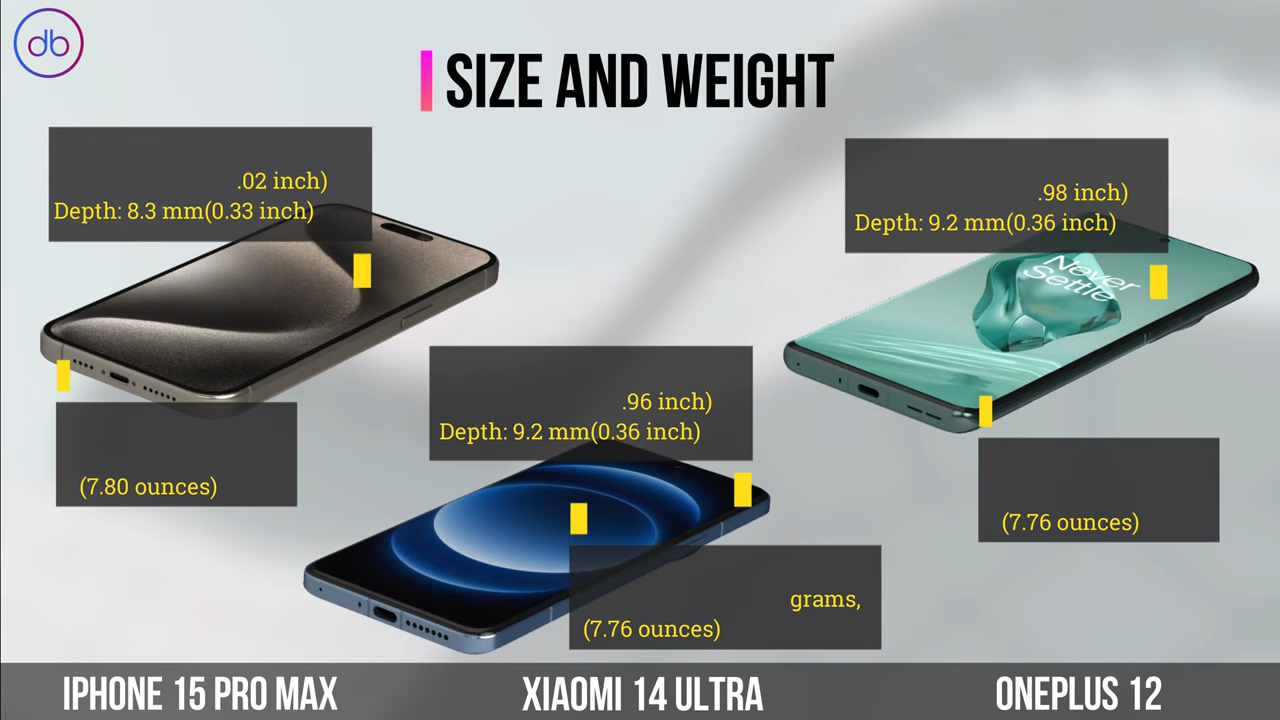 db
SIZE AND WEIGHT
.02 inch)
Depth: 8.3 mm(0.33 inch)
(7.80 ounces)
.96 inch)
Depth: 9.2 mm(0.36 inch)
grams,
(7.76 ounces)
.98 inch)
Depth: 9.2 mm(0.36 inch)
Never
Settle
(7.76 ounces)
IPHONE 15 PRO MAX
XIAOMI 14 ULTRA
ONEPLUS 12